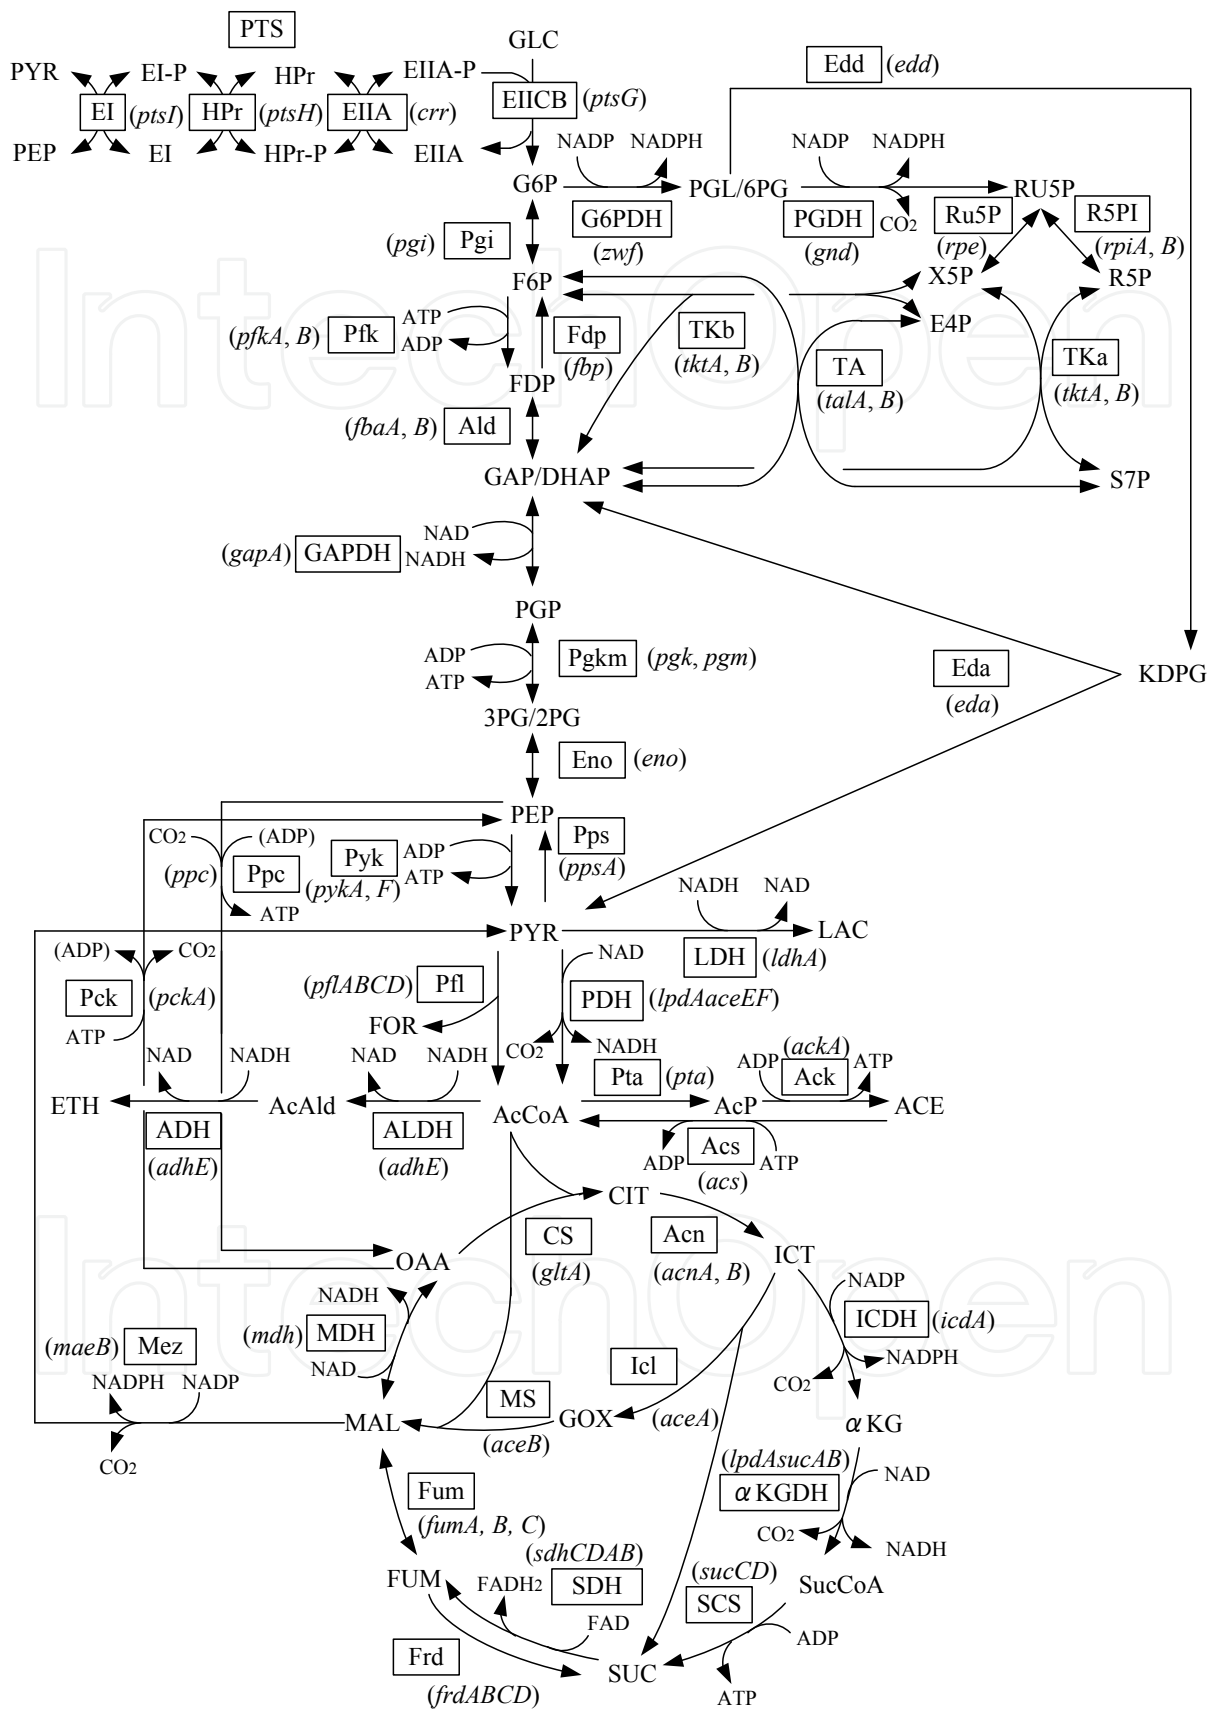 PTS
GLC
PYR EI-P HPr EIIA-P
Edd (edd)
EI (ptsI) HPr (ptsH) EIIA (crr) EIICB (ptsG)
PEP EI HPr-P EIIA
NADP NADPH NADP NADPH
G6P PGL/6PG RU5P
G6PDH PGDH CO2 Ru5P R5PI
(pgi) Pgi (zwf) (gnd) (rpe) (rpiA, B)
F6P X5P R5P
ATP
(pfkA, B) Pfk Fdp TKb E4P
ADP
(fbp) (tktA, B) TA TKa
FDP (talA, B) (tktA, B)
(fbaA, B) Ald
GAP/DHAP S7P
NAD
(gapA) GAPDH NADH
PGP
ADP Pgkm (pgk, pgm)
ATP
Eda KDPG
(eda)
3PG/2PG
Eno (eno)
PEP
CO2 (ADP) Pps
Pyk ADP (ppsA)
(ppc) Ppc (pykA, F) ATP
ATP NADH NAD
PYR LAC
(ADP) CO2 NAD LDH (ldhA)
Pck (pckA) (pflABCD) Pfl PDH (lpdAaceEF)
ATP FOR
CO2 NADH
NAD NADH NAD NADH Pta (pta) ADP (ackA) ATP
Ack
ETH AcAld AcCoA AcP ACE
ADH ALDH Acs
(adhE) (adhE) ADP ATP
(acs)
CIT
CS Acn
OAA (gltA) (acnA, B) ICT
NADH NADP
(maeB) Mez (mdh) MDH ICDH (icdA)
NADPH NADP NAD Icl NADPH
CO2
MS
MAL GOX (aceA) αKG
CO2 (aceB)
(lpdAsucAB) NAD
Fum αKGDH
(fumA, B, C) CO2 NADH
(sdhCDAB) (sucCD)
FUM FADH2 SDH SucCoA
SCS
FAD ADP
Frd SUC
(frdABCD) ATP
IntechOpen
IntechOpen